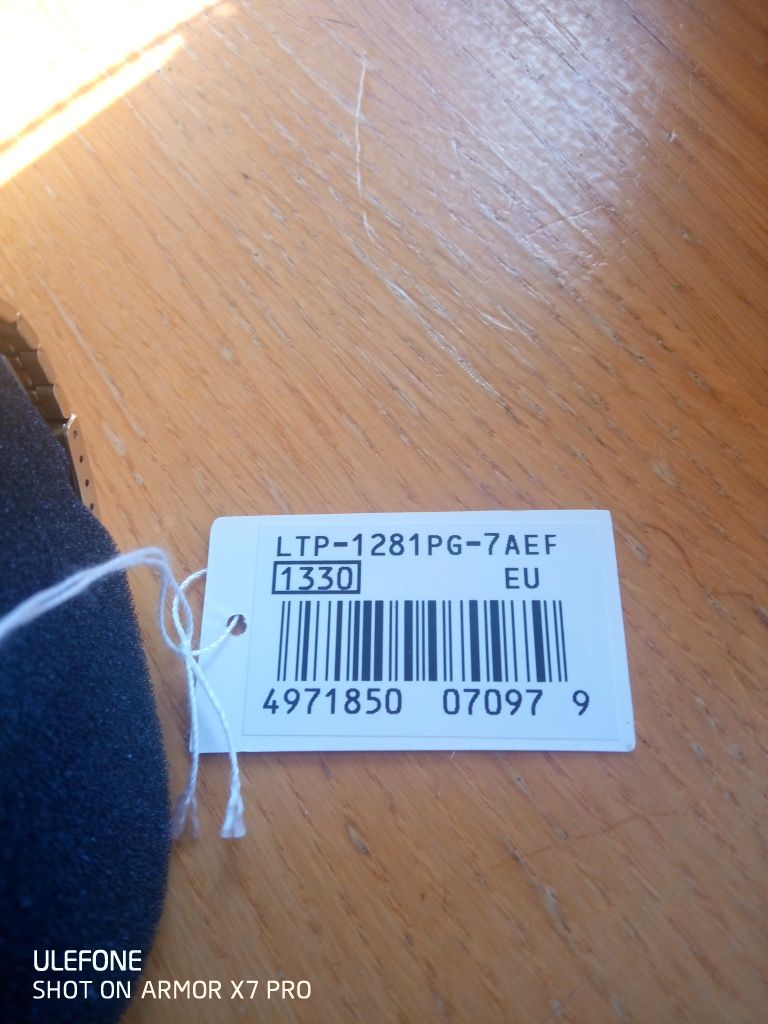 LTP-1281PG-7AEF
1330 EU
4971850 07097 9
ULEFONE
SHOT ON ARMOR X7 PRO